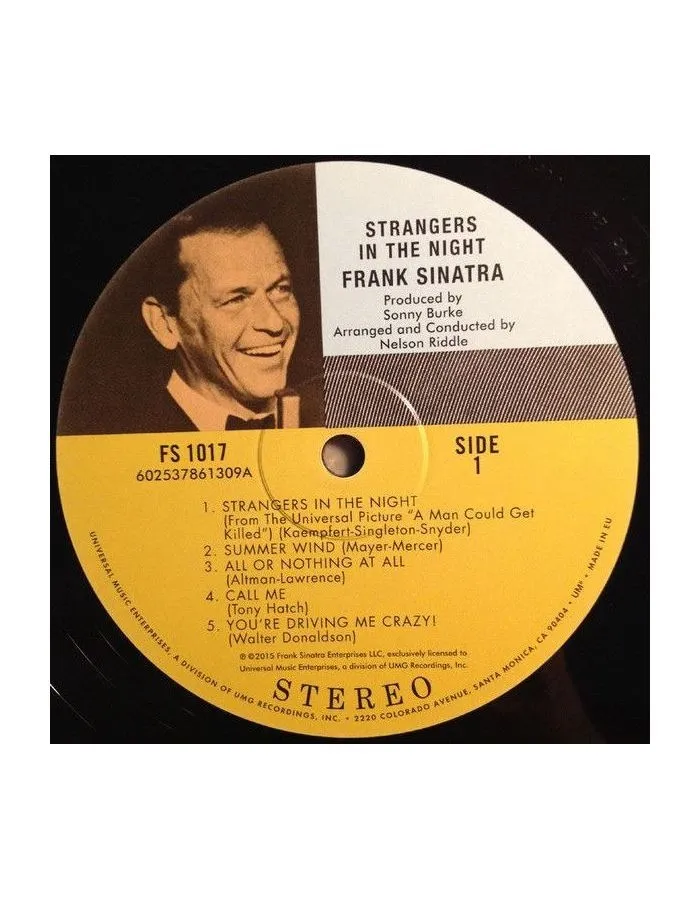 STRANGERS
IN THE NIGHT
FRANK SINATRA
Produced by
Sonny Burke
Arranged and Conducted by
Nelson Riddle
FS 1017
602537861309A
SIDE
1
1. STRANGERS IN THE NIGHT
(From The Universal Picture "A Man Could Get
Killed") (Kaempfert-Singleton-Snyder)
2. SUMMER WIND (Mayer-Mercer)
3. ALL OR NOTHING AT ALL
(Altman-Lawrence)
4. CALL ME
(Tony Hatch)
5. YOU'RE DRIVING ME CRAZY!
(Walter Donaldson)
℗ © 2015 Frank Sinatra Enterprises LLC, exclusively licensed to
Universal Music Enterprises, a division of UMG Recordings, Inc.
STEREO
UNIVERSAL MUSIC ENTERPRISES, A DIVISION OF UMG RECORDINGS, INC. • 2220 COLORADO AVENUE, SANTA MONICA, CA 90404 • UM® • MADE IN EU